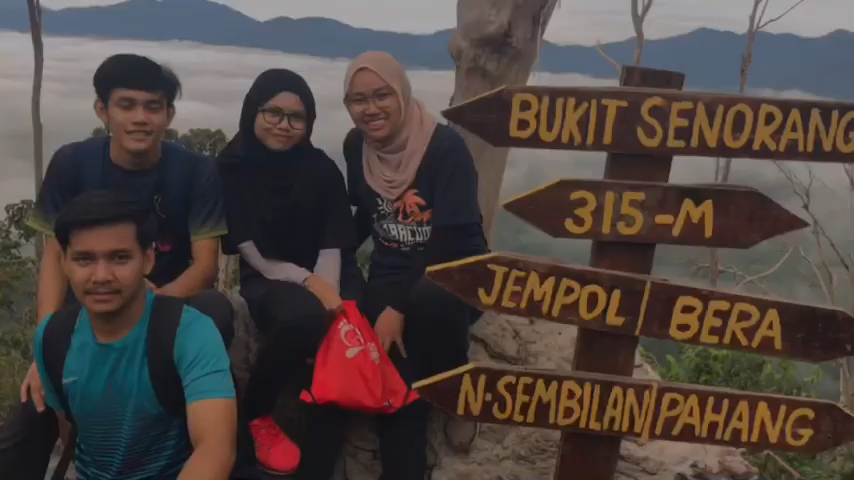 BUKIT SENORANG
315-M
JEMPOL | BERA
N.SEMBILAN | PAHANG